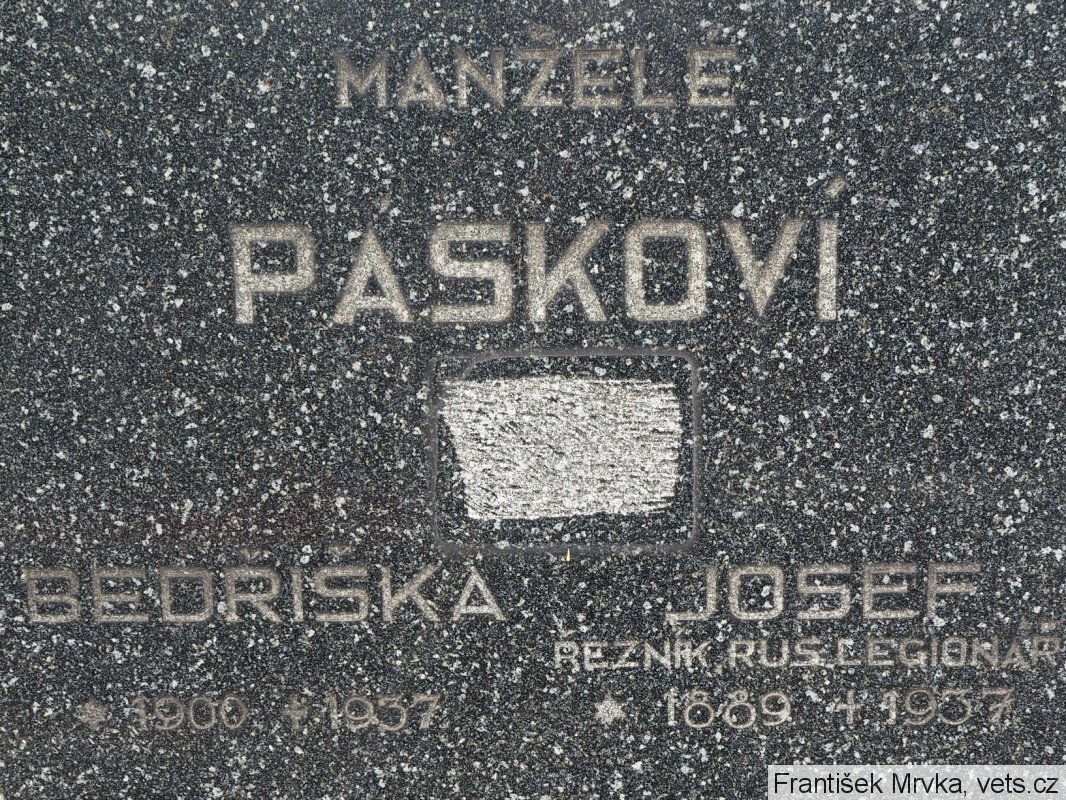 MANŽELÉ
PÁSKOVÍ
BEDŘIŠKA JOSEF
ŘEZNÍK, RUS. LEGIONÁŘ
* 1900 + 1937 * 1889 + 1937
František Mrvka, vets.cz